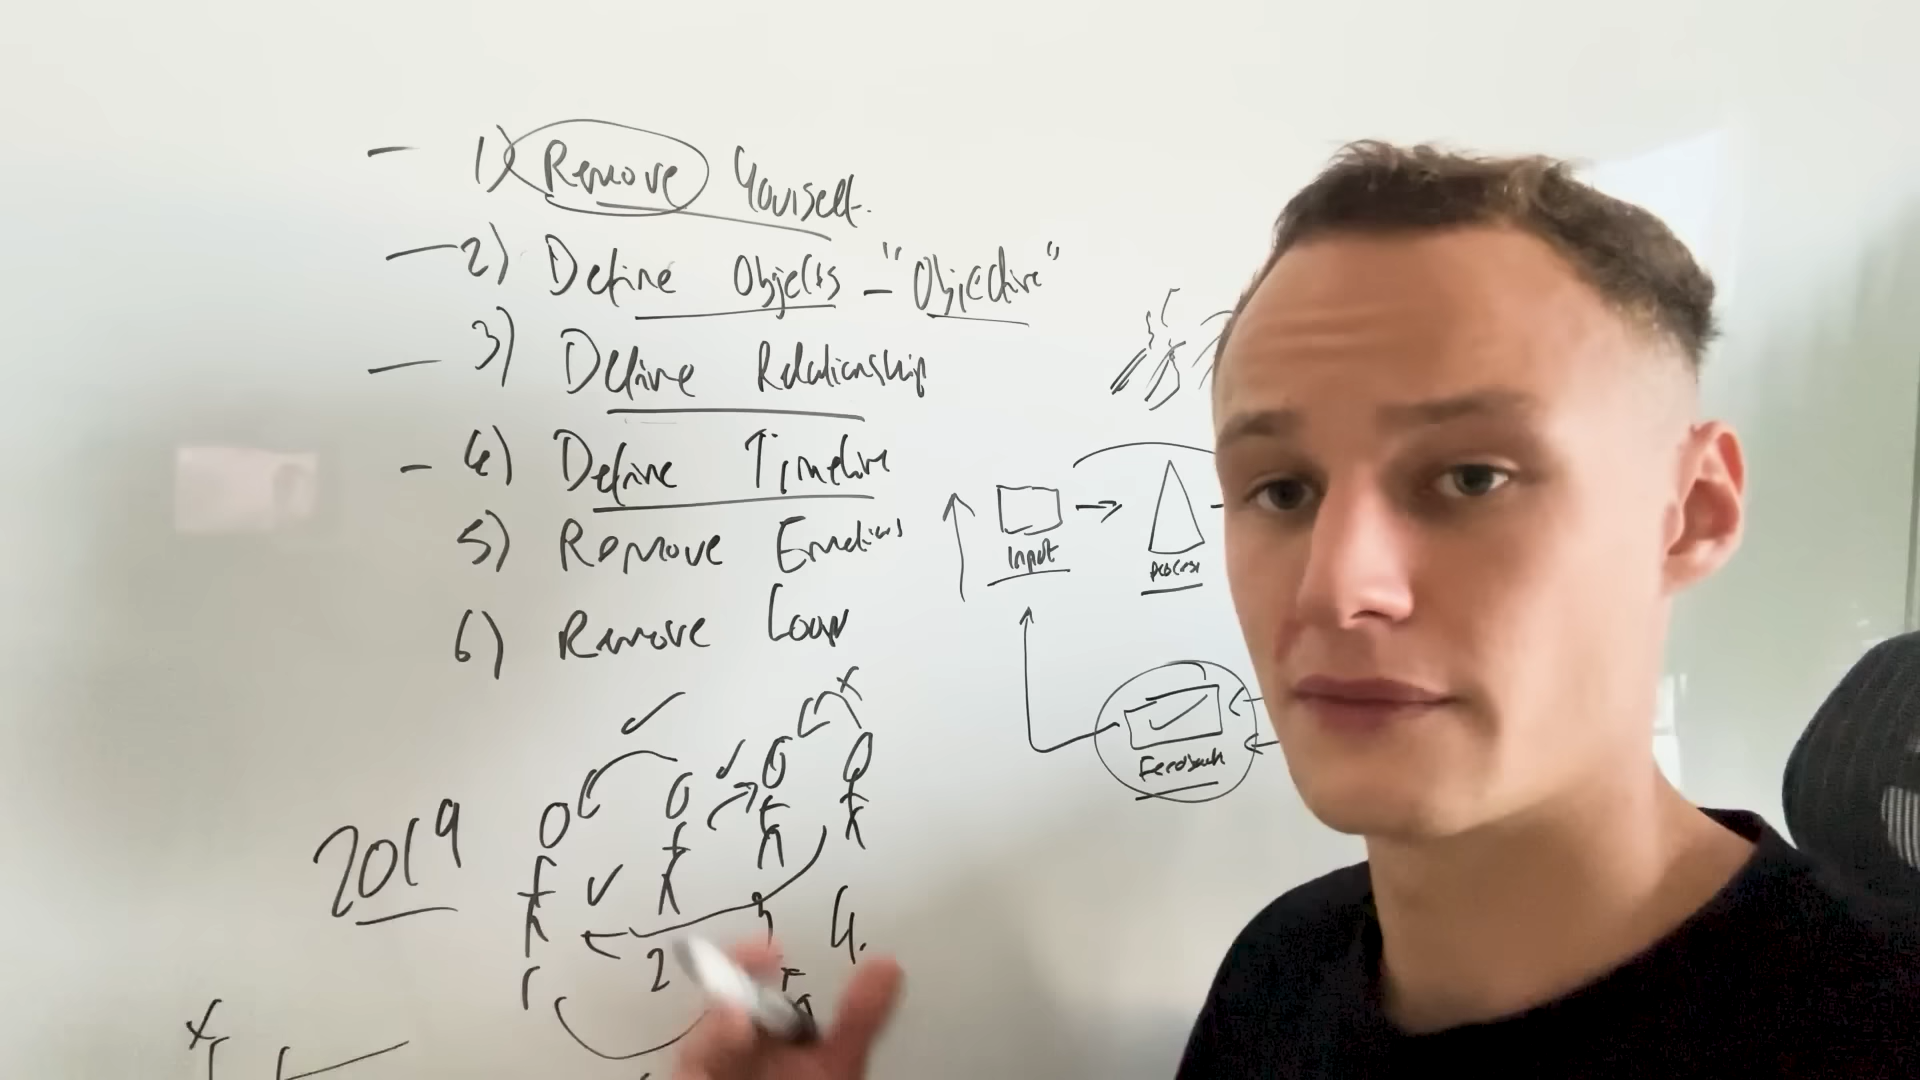 1) Remove Yourself.
2) Define Objects - "Objective"
3) Define Relationship
4) Define Timeline
5) Remove Emotions
6) Remove
Input
process
Feedback
2019
2
4.